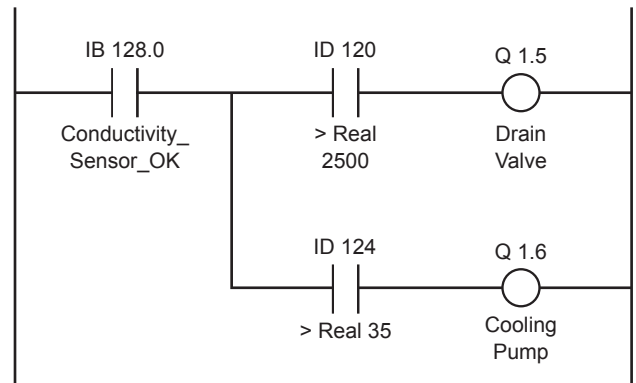 IB 128.0
Conductivity_
Sensor_OK
ID 120
> Real
2500
Q 1.5
Drain
Valve
ID 124
> Real 35
Q 1.6
Cooling
Pump